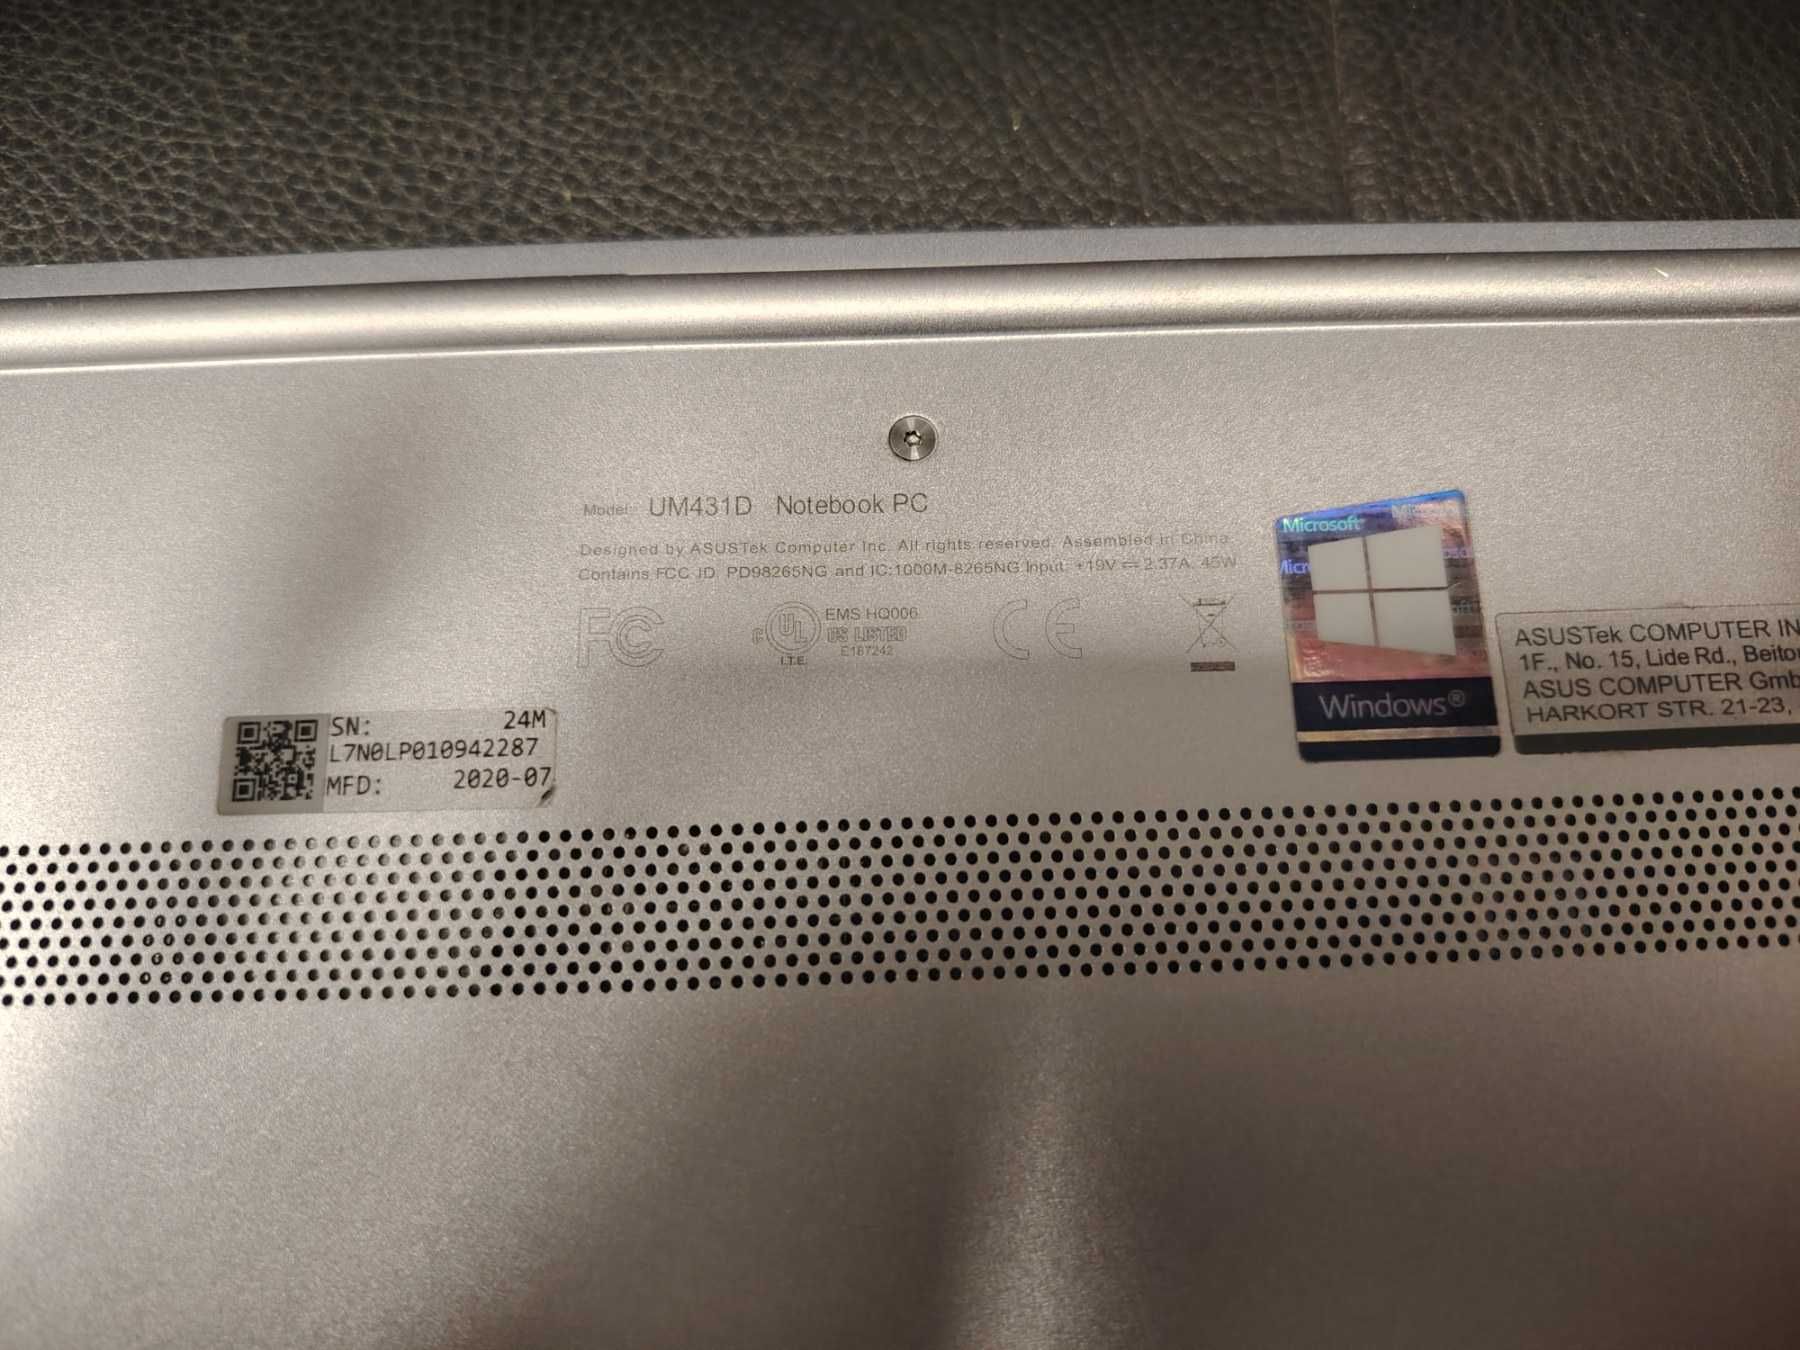 Model: UM431D Notebook PC
Designed by ASUSTek Computer Inc. All rights reserved. Assembled in China.
Contains FCC ID: PD98265NG and IC:1000M-8265NG Input: +19V ⎓ 2.37A, 45W
FC
C UL US LISTED
I.T.E.
EMS HQ006
E187242
CE
Microsoft
Windows®
ASUSTek COMPUTER IN
1F., No. 15, Lide Rd., Beitou
ASUS COMPUTER Gmb
HARKORT STR. 21-23,
SN: 24M
L7N0LP010942287
MFD: 2020-07